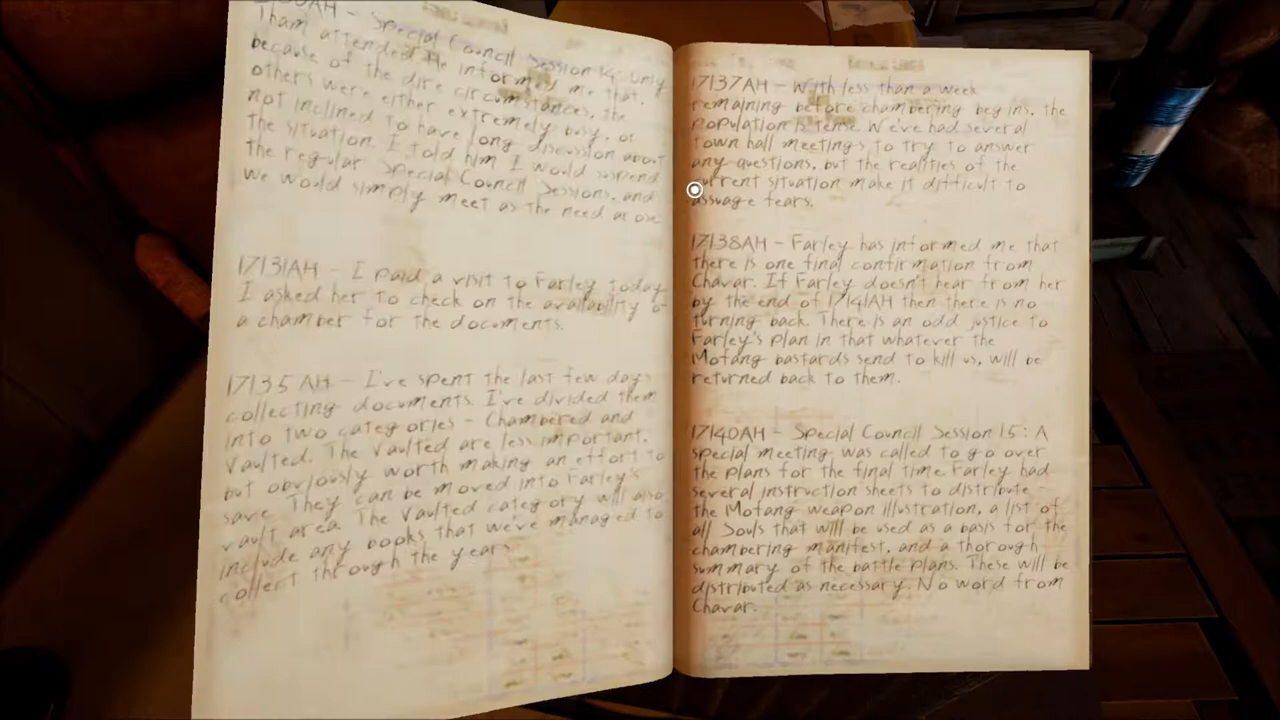 AH - Special Council Session 14: Only
Tham attended. He informed me that,
because of the dire circumstances, the
others were either extremely busy, or
not inclined to have long discussion about
the situation. I told him I would suspend
the regular Special Council Sessions, and
we would simply meet as the need arose.
17131AH - I paid a visit to Farley today.
I asked her to check on the availability of
a chamber for the documents.
17135AH - I've spent the last few days
collecting documents. I've divided them
into two categories - Chambered and
Vaulted. The Vaulted are less important,
but obviously worth making an effort to
save. They can be moved into Farley's
vault area. The Vaulted category will also
include any books that we've managed to
collect through the years.
17137AH - With less than a week
remaining before chambering begins, the
population is tense. We've had several
town hall meetings to try to answer
any questions, but the realities of the
current situation make it difficult to
assuage fears.
17138AH - Farley has informed me that
there is one final confirmation from
Chavar. If Farley doesn't hear from her
by the end of 17141AH then there is no
turning back. There is an odd justice to
Farley's plan in that whatever the
Mofang bastards send to kill us, will be
returned back to them.
17140AH - Special Council Session 15: A
special meeting was called to go over
the plans for the final time. Farley had
several instruction sheets to distribute -
the Mofang weapon illustration, a list of
all Souls that will be used as a basis for the
chambering manifest, and a thorough
summary of the battle plans. These will be
distributed as necessary. No word from
Chavar.